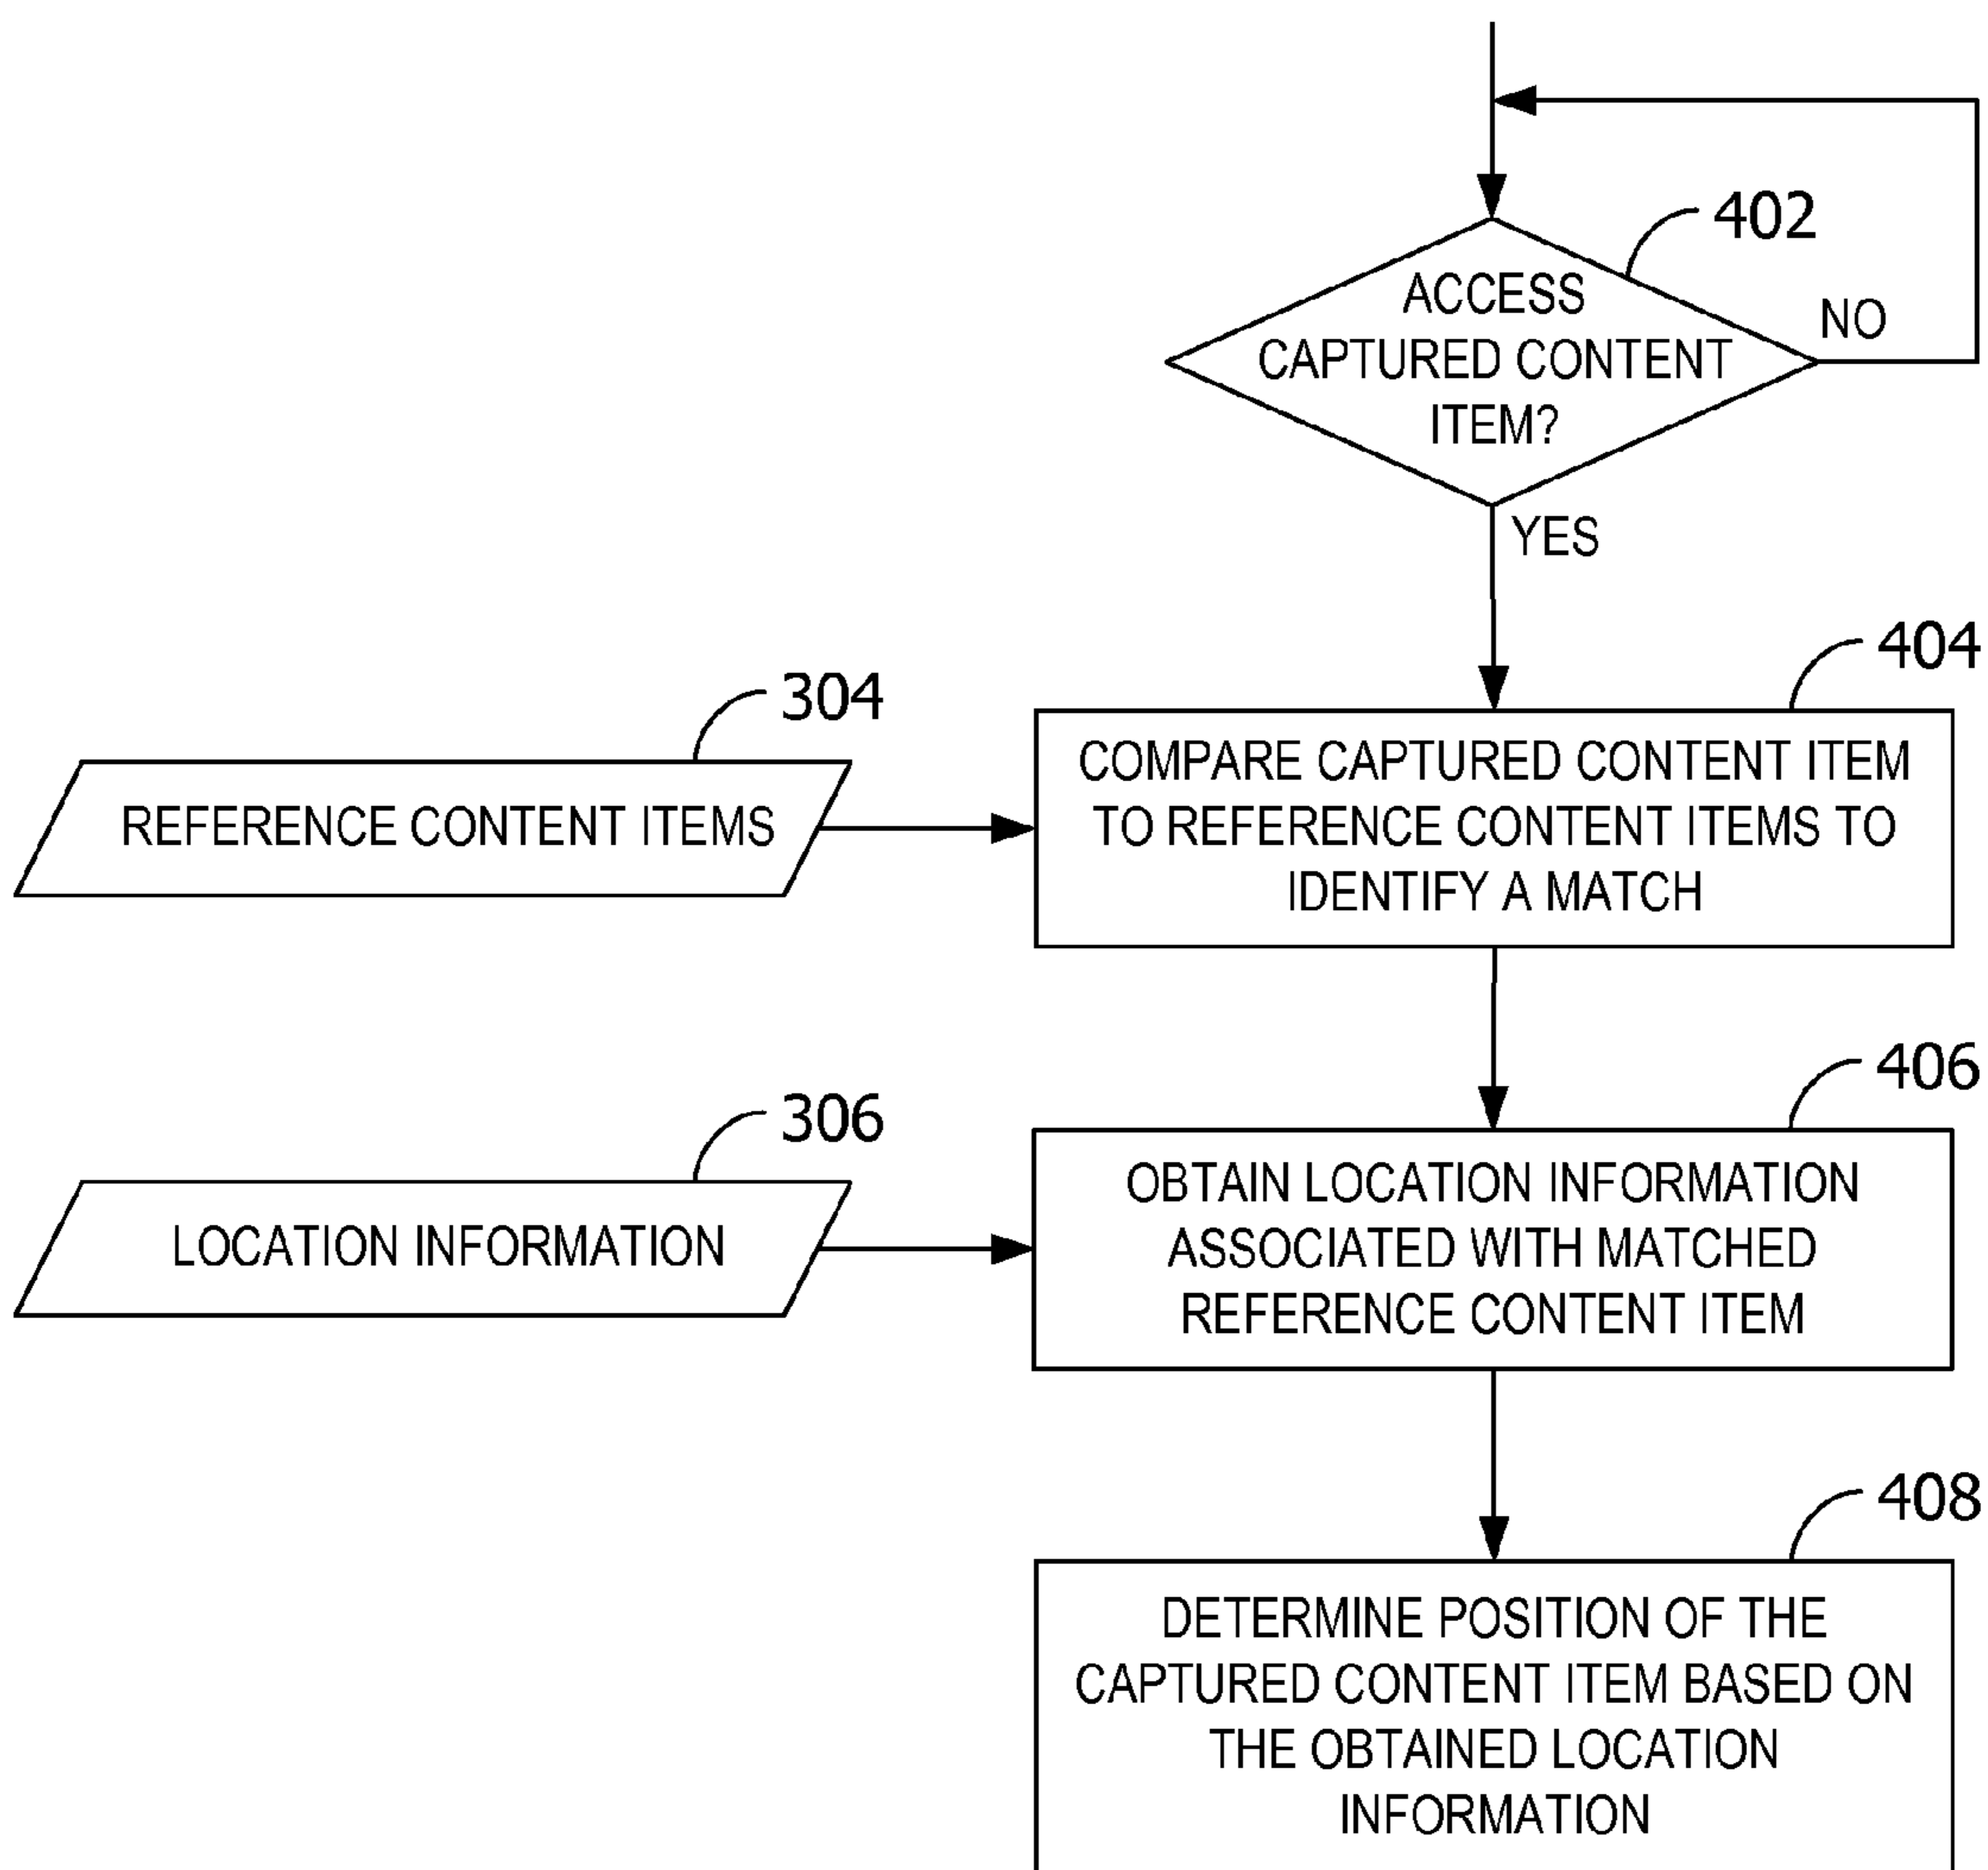 402
ACCESS
CAPTURED CONTENT
ITEM?
NO
YES
404
304
COMPARE CAPTURED CONTENT ITEM
TO REFERENCE CONTENT ITEMS TO
IDENTIFY A MATCH
REFERENCE CONTENT ITEMS
406
306
OBTAIN LOCATION INFORMATION
ASSOCIATED WITH MATCHED
REFERENCE CONTENT ITEM
LOCATION INFORMATION
408
DETERMINE POSITION OF THE
CAPTURED CONTENT ITEM BASED ON
THE OBTAINED LOCATION
INFORMATION